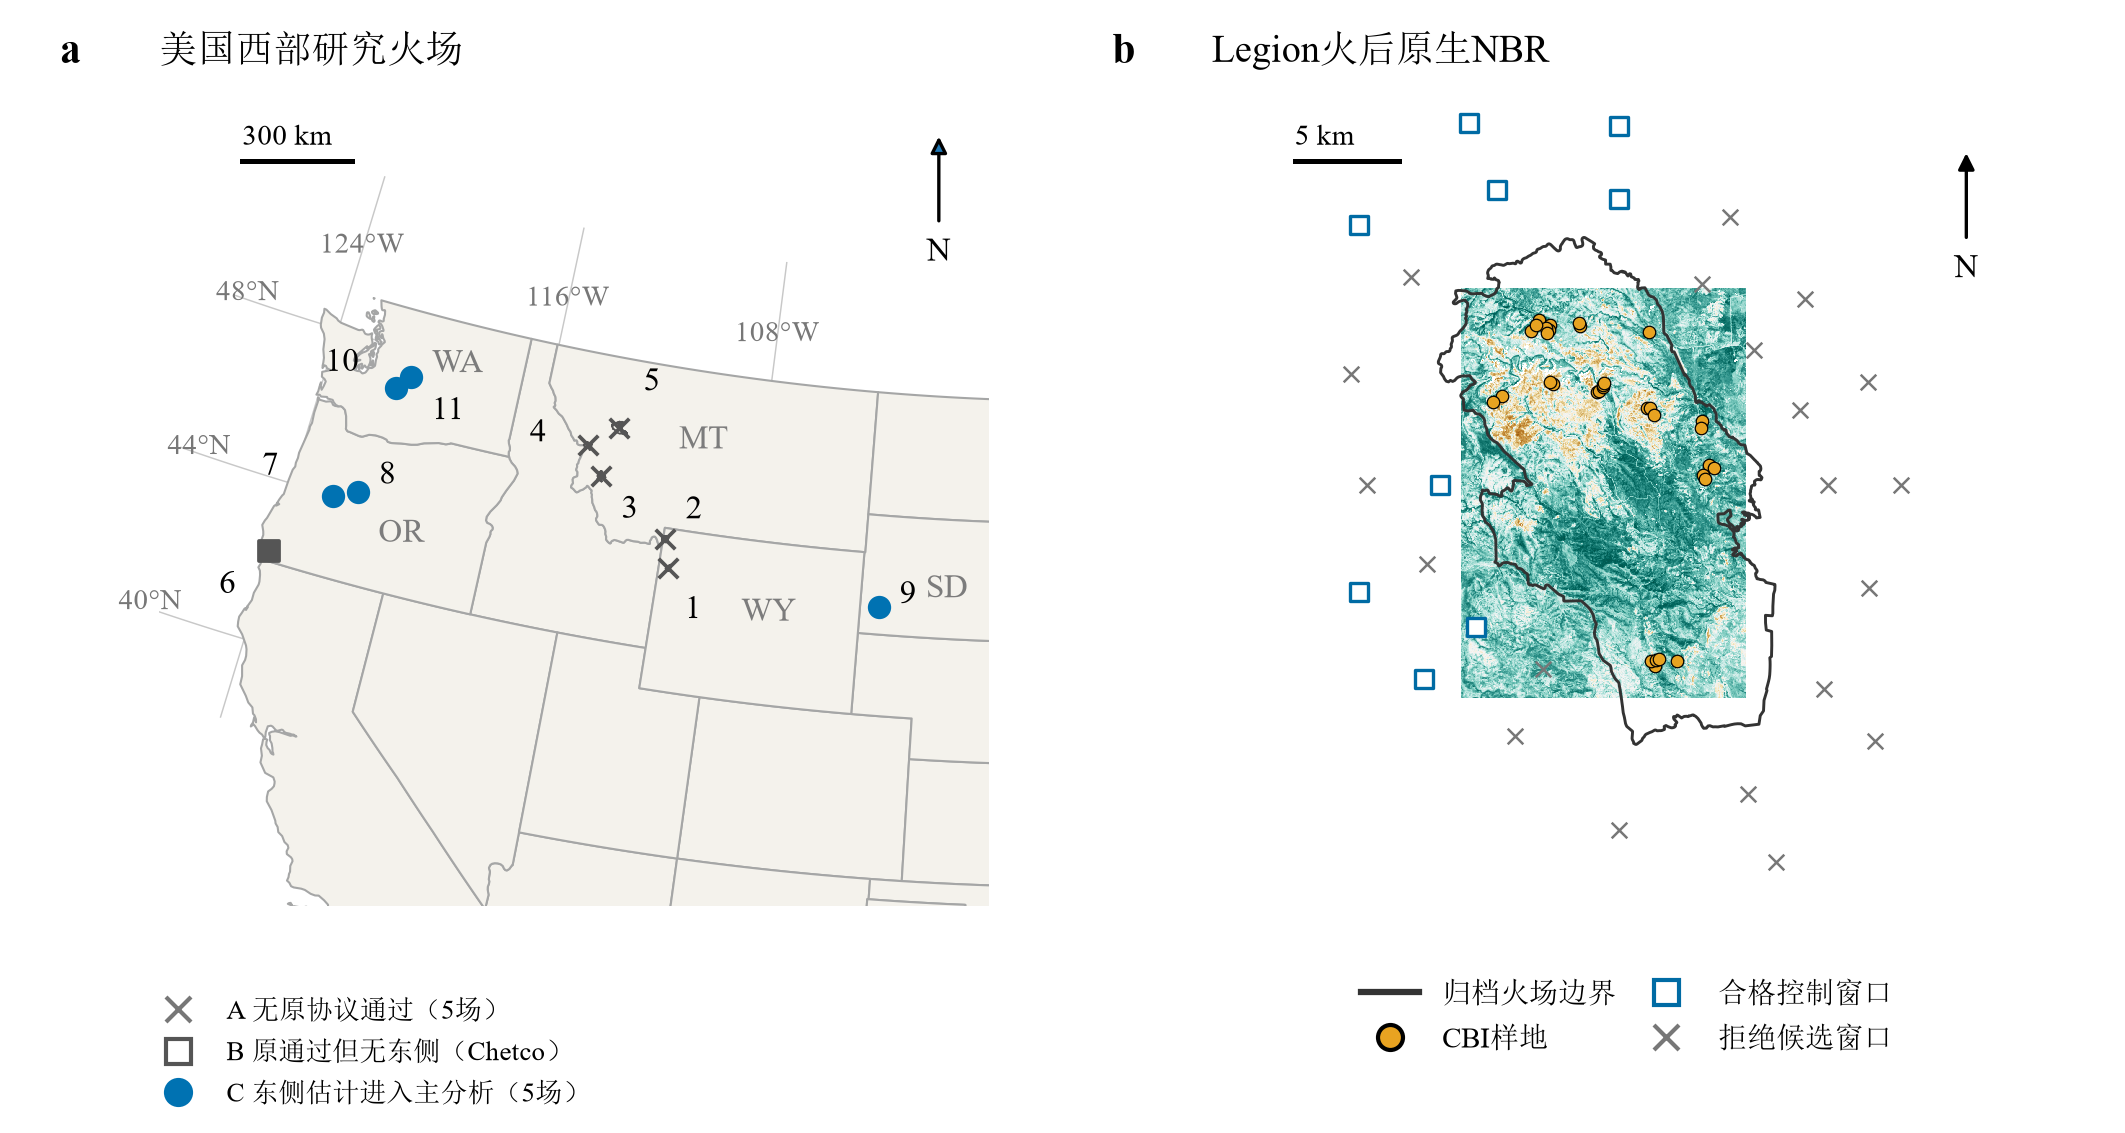 a 美国西部研究火场
300 km
N
124°W
48°N
116°W
108°W
10
WA
11
5
4
MT
44°N
7
8
3
2
OR
6
40°N
1
WY
9
SD
A 无原协议通过（5场）
B 原通过但无东侧（Chetco）
C 东侧估计进入主分析（5场）
b Legion火后原生NBR
5 km
N
归档火场边界
合格控制窗口
CBI样地
拒绝候选窗口